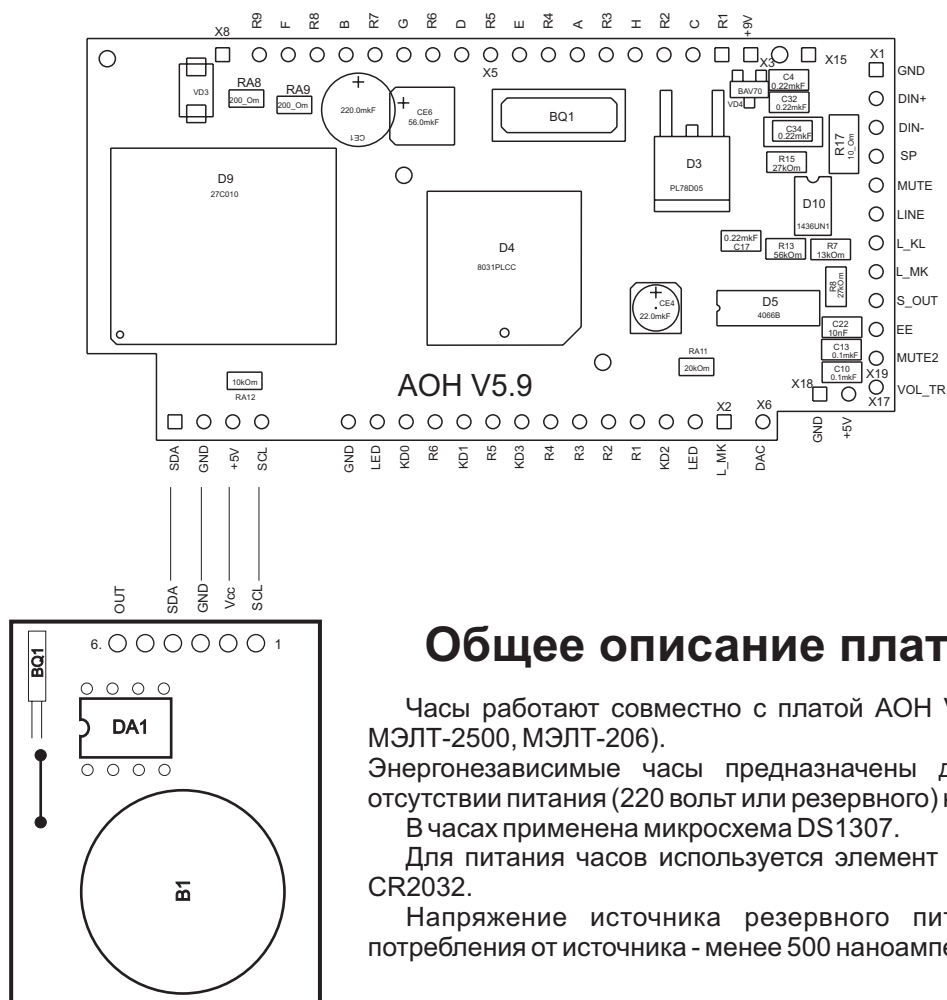 X8 R9 F R8 B R7 G R6 D R5 E R4 A R3 H R2 C R1 +9V
X5 X3 X15 X1
VD3
RA8
200_Om
RA9
200_Om
220.0mkF
CE1
CE6
56.0mkF
BQ1
BAV70
VD4
C4
0.22mkF
C32
0.22mkF
C34
0.22mkF
R15
27kOm
R17
10_Om
D3
PL78D05
D10
1436UN1
D9
27C010
D4
8031PLCC
0.22mkF
C17
R13
56kOm
R7
13kOm
R8
27kOm
CE4
22.0mkF
D5
4066B
C22
10nF
C13
0.1mkF
C10
0.1mkF
RA11
20kOm
10kOm
RA12
АОН V5.9
GND
DIN+
DIN-
SP
MUTE
LINE
L_KL
L_MK
S_OUT
EE
MUTE2
VOL_TR
X18 X19 X17
X2 X6
SDA GND +5V SCL GND LED KD0 R6 KD1 R5 KD3 R4 R3 R2 R1 KD2 LED L_MK DAC GND +5V
OUT SDA GND Vcc SCL
6. 1
BQ1
DA1
B1
Общее описание плат
Часы работают совместно с платой АОН V
МЭЛТ-2500, МЭЛТ-206).
Энергонезависимые часы предназначены д
отсутствии питания (220 вольт или резервного)
В часах применена микросхема DS1307.
Для питания часов используется элемент
CR2032.
Напряжение источника резервного пит
потребления от источника - менее 500 наноампе